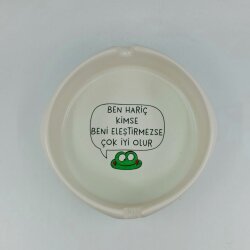 BEN HARİÇ
KİMSE
BENİ ELEŞTİRMEZSE
ÇOK İYİ OLUR